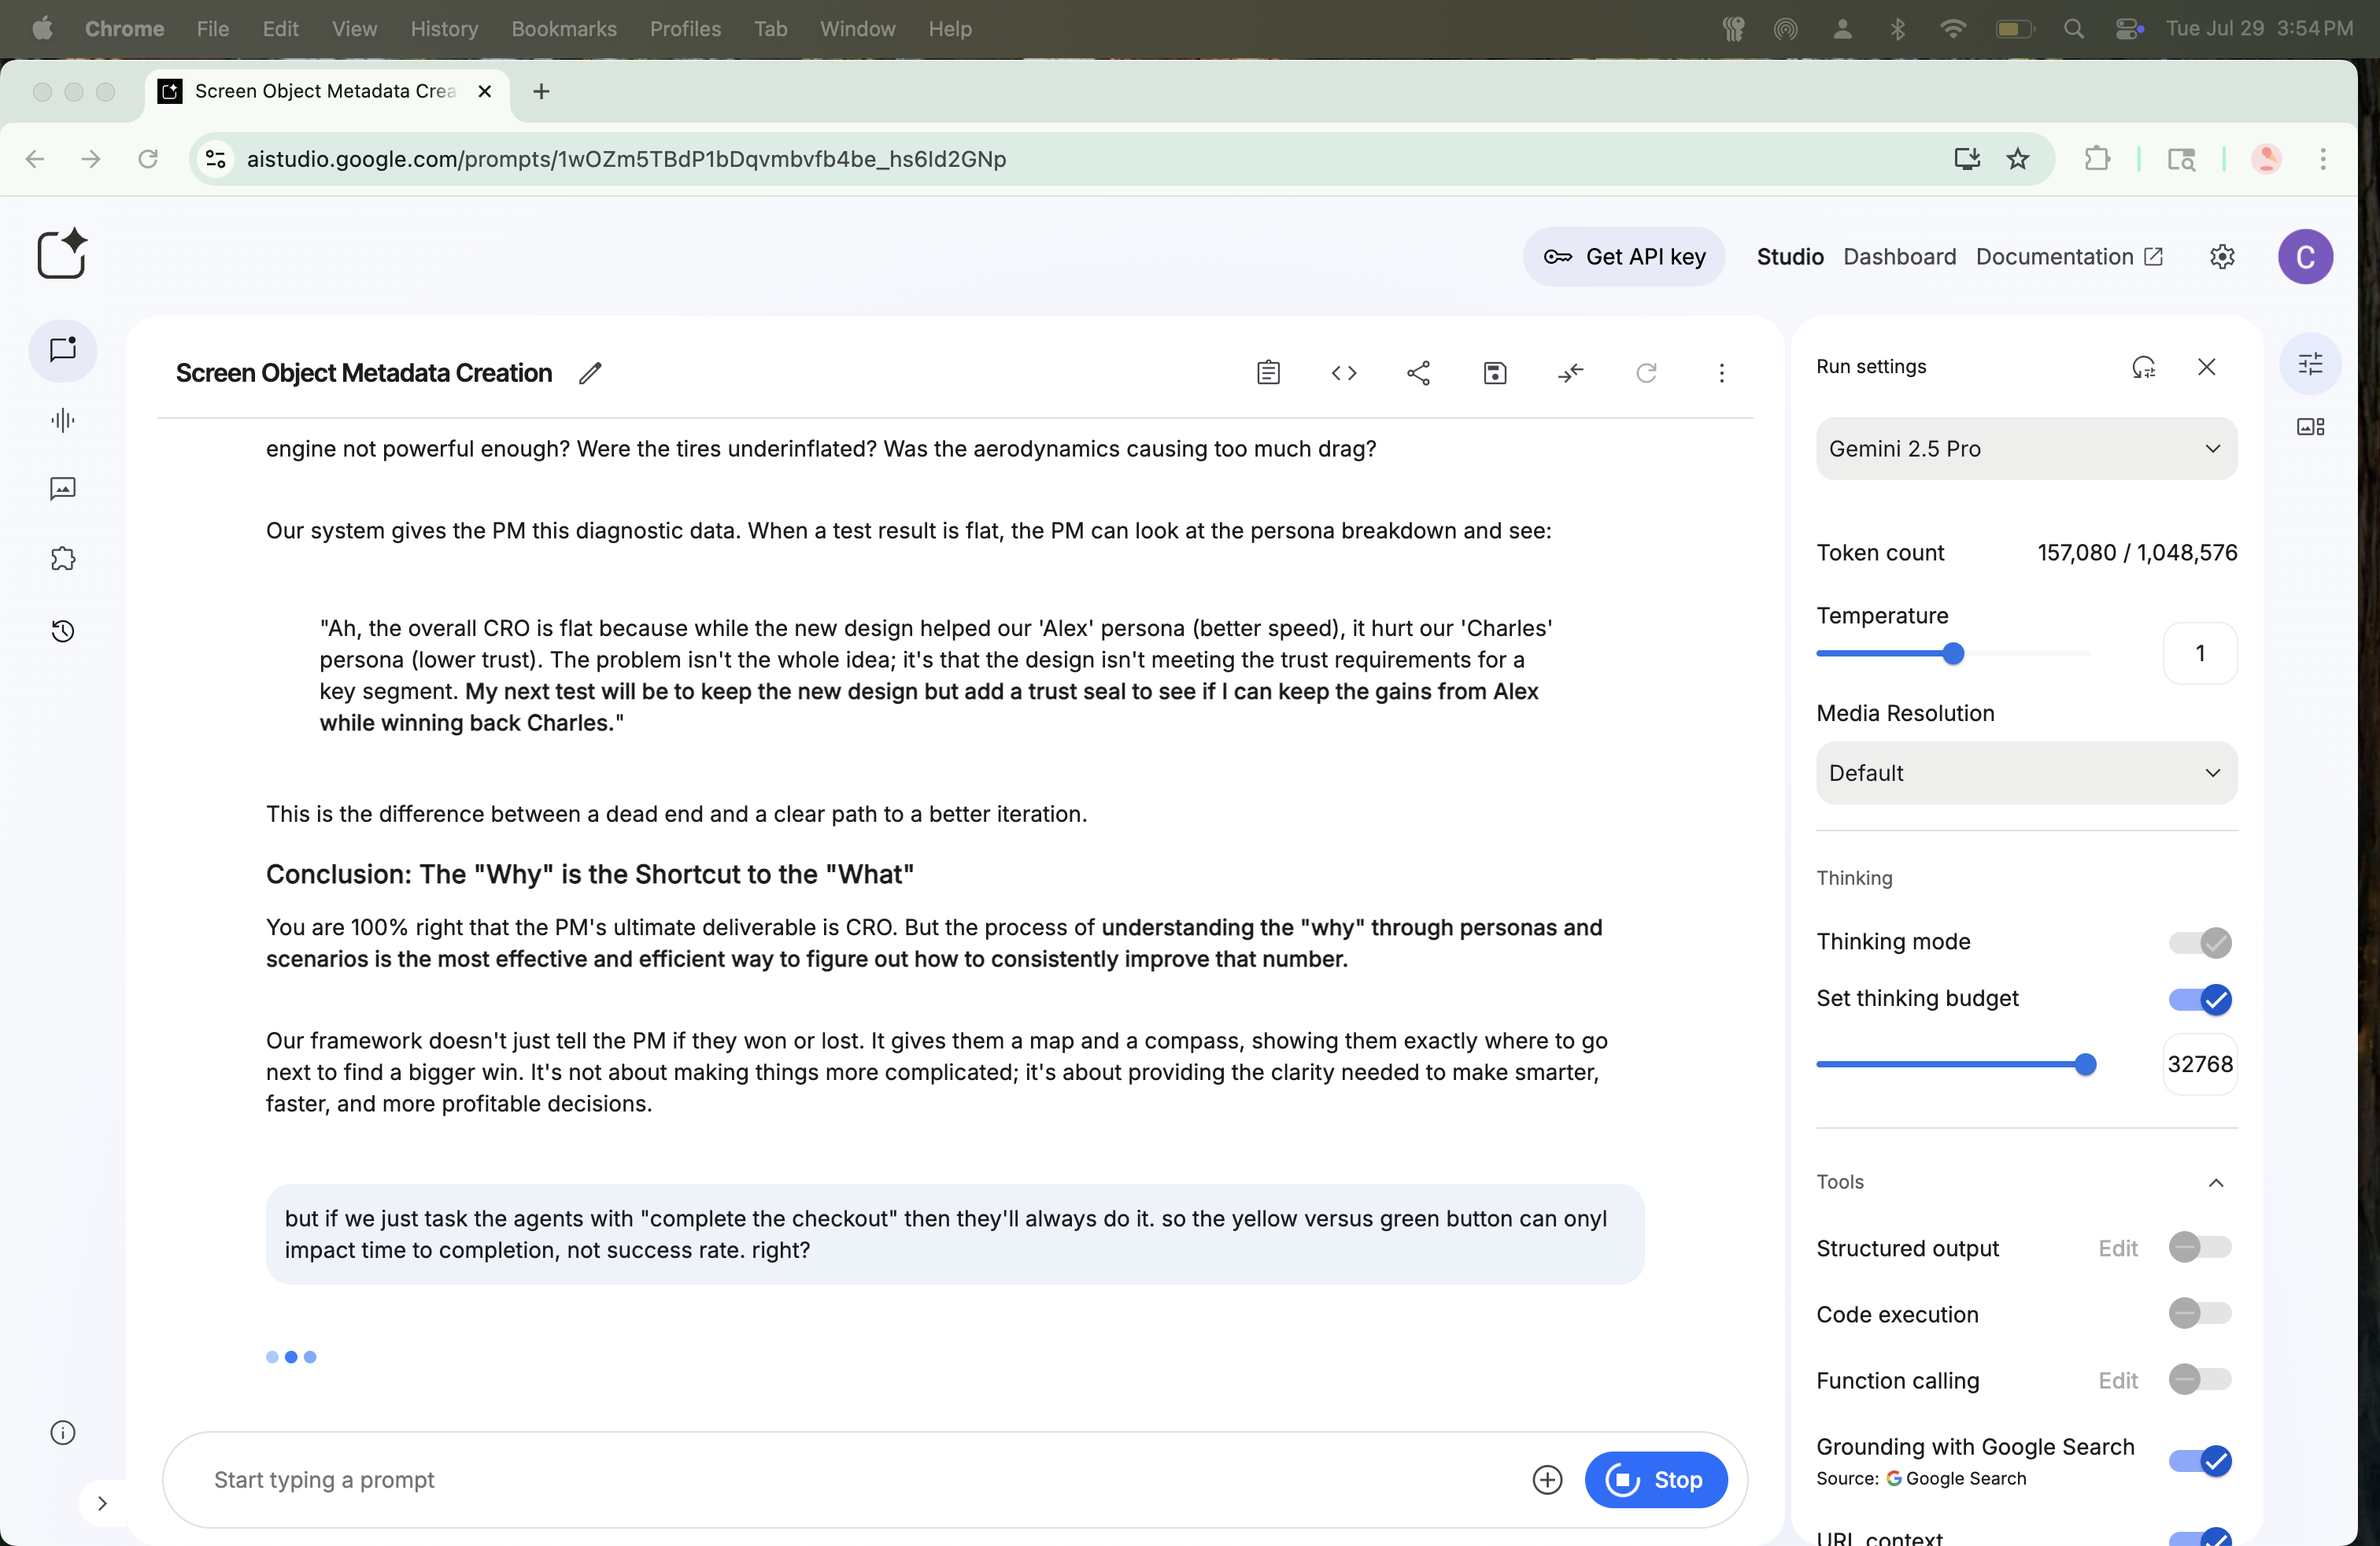 Chrome File Edit View History Bookmarks Profiles Tab Window Help Tue Jul 29 3:54 PM
Screen Object Metadata Crea
aistudio.google.com/prompts/1wOZm5TBdP1bDqvmbvfb4be_hs6Id2GNp
Get API key Studio Dashboard Documentation C
Screen Object Metadata Creation
engine not powerful enough? Were the tires underinflated? Was the aerodynamics causing too much drag?
Our system gives the PM this diagnostic data. When a test result is flat, the PM can look at the persona breakdown and see:
"Ah, the overall CRO is flat because while the new design helped our 'Alex' persona (better speed), it hurt our 'Charles'
persona (lower trust). The problem isn't the whole idea; it's that the design isn't meeting the trust requirements for a
key segment. My next test will be to keep the new design but add a trust seal to see if I can keep the gains from Alex
while winning back Charles."
This is the difference between a dead end and a clear path to a better iteration.
Conclusion: The "Why" is the Shortcut to the "What"
You are 100% right that the PM's ultimate deliverable is CRO. But the process of understanding the "why" through personas and
scenarios is the most effective and efficient way to figure out how to consistently improve that number.
Our framework doesn't just tell the PM if they won or lost. It gives them a map and a compass, showing them exactly where to go
next to find a bigger win. It's not about making things more complicated; it's about providing the clarity needed to make smarter,
faster, and more profitable decisions.
but if we just task the agents with "complete the checkout" then they'll always do it. so the yellow versus green button can onyl
impact time to completion, not success rate. right?
Start typing a prompt
Stop
Run settings
Gemini 2.5 Pro
Token count 157,080 / 1,048,576
Temperature
1
Media Resolution
Default
Thinking
Thinking mode
Set thinking budget
32768
Tools
Structured output Edit
Code execution
Function calling Edit
Grounding with Google Search
Source: Google Search
URL context